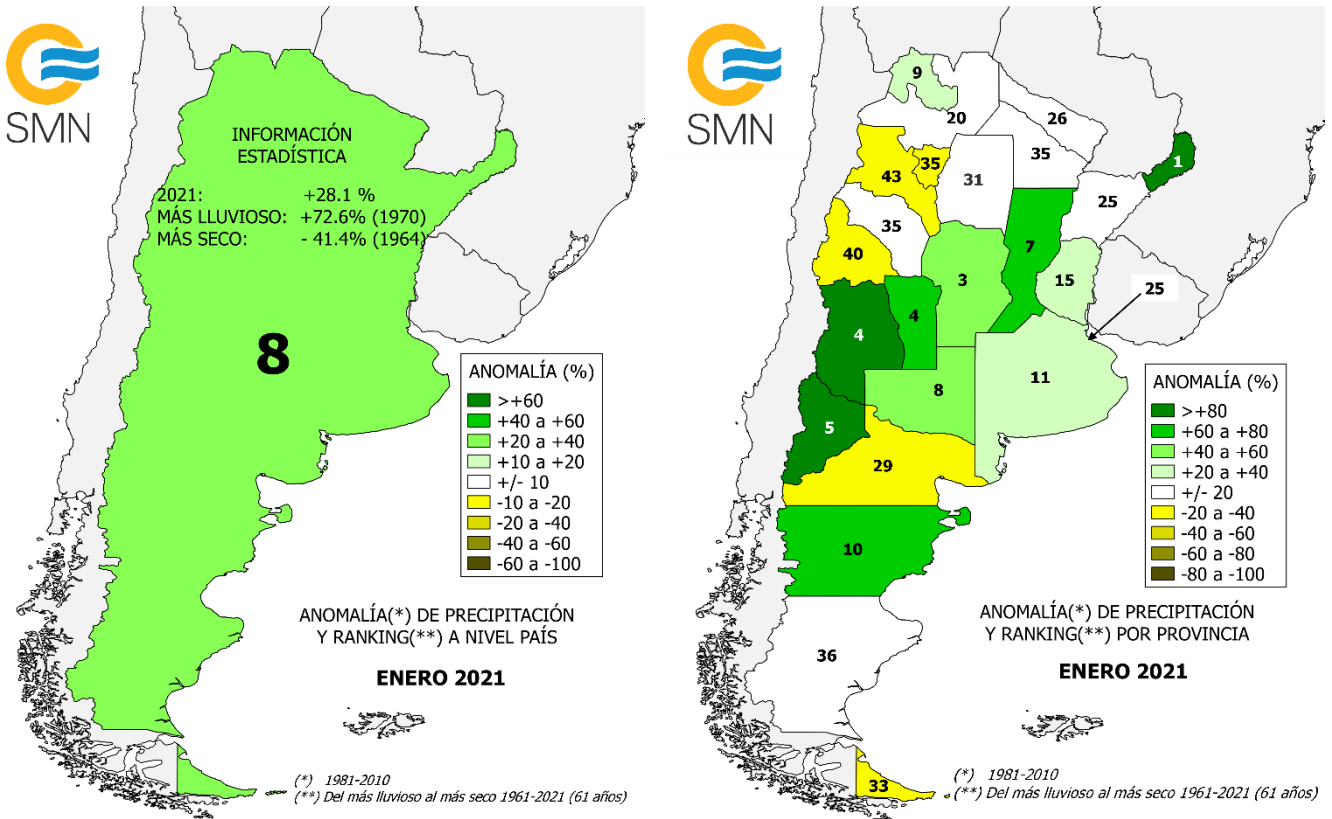 SMN
INFORMACIÓN
ESTADÍSTICA
2021: +28.1 %
MÁS LLUVIOSO: +72.6% (1970)
MÁS SECO: - 41.4% (1964)
8
ANOMALÍA (%)
>+60
+40 a +60
+20 a +40
+10 a +20
+/- 10
-10 a -20
-20 a -40
-40 a -60
-60 a -100
ANOMALÍA(*) DE PRECIPITACIÓN
Y RANKING(**) A NIVEL PAÍS
ENERO 2021
(*) 1981-2010
(**) Del más lluvioso al más seco 1961-2021 (61 años)
SMN
9
20
26
35
1
43
35
31
25
35
7
40
3
15
25
4
4
8
11
5
29
10
36
33
ANOMALÍA (%)
>+80
+60 a +80
+40 a +60
+20 a +40
+/- 20
-20 a -40
-40 a -60
-60 a -80
-80 a -100
ANOMALÍA(*) DE PRECIPITACIÓN
Y RANKING(**) POR PROVINCIA
ENERO 2021
(*) 1981-2010
(**) Del más lluvioso al más seco 1961-2021 (61 años)